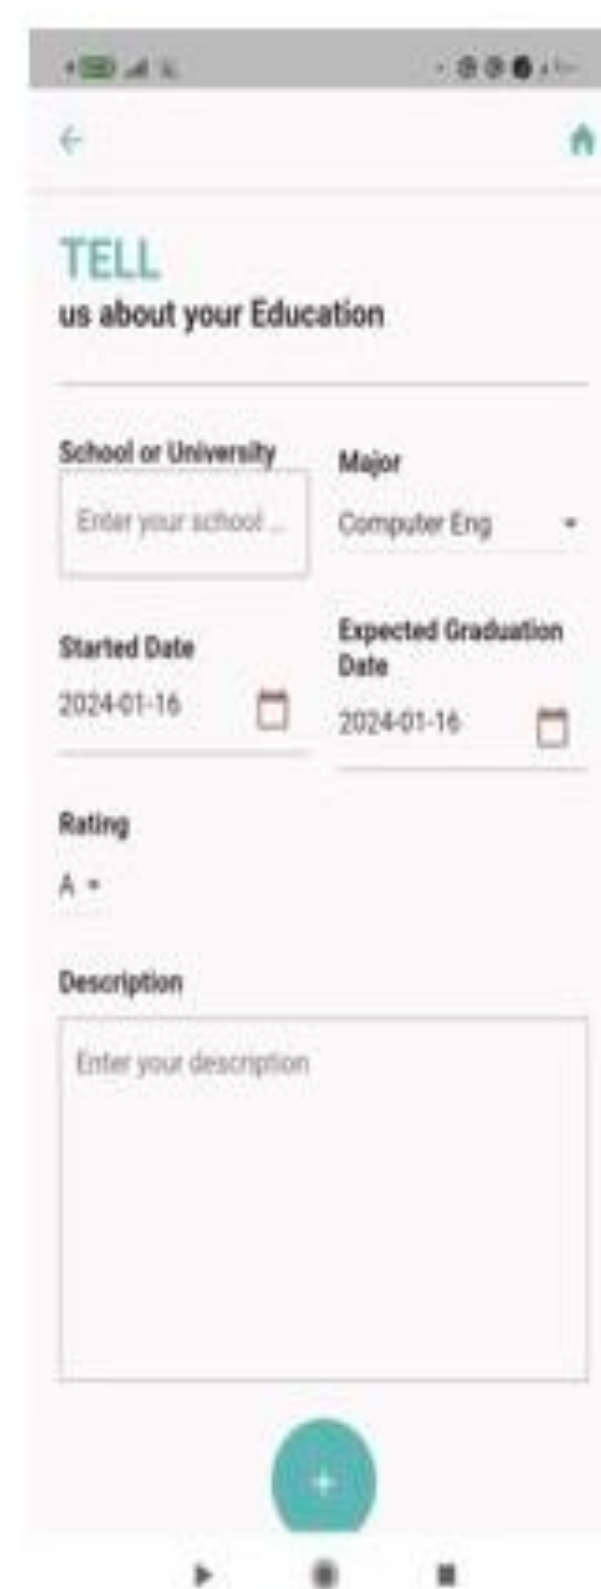 TELL
us about your Education
School or University
Major
Enter your school ...
Computer Eng
Started Date
Expected Graduation
Date
2024-01-16
2024-01-16
Rating
A
Description
Enter your description
+